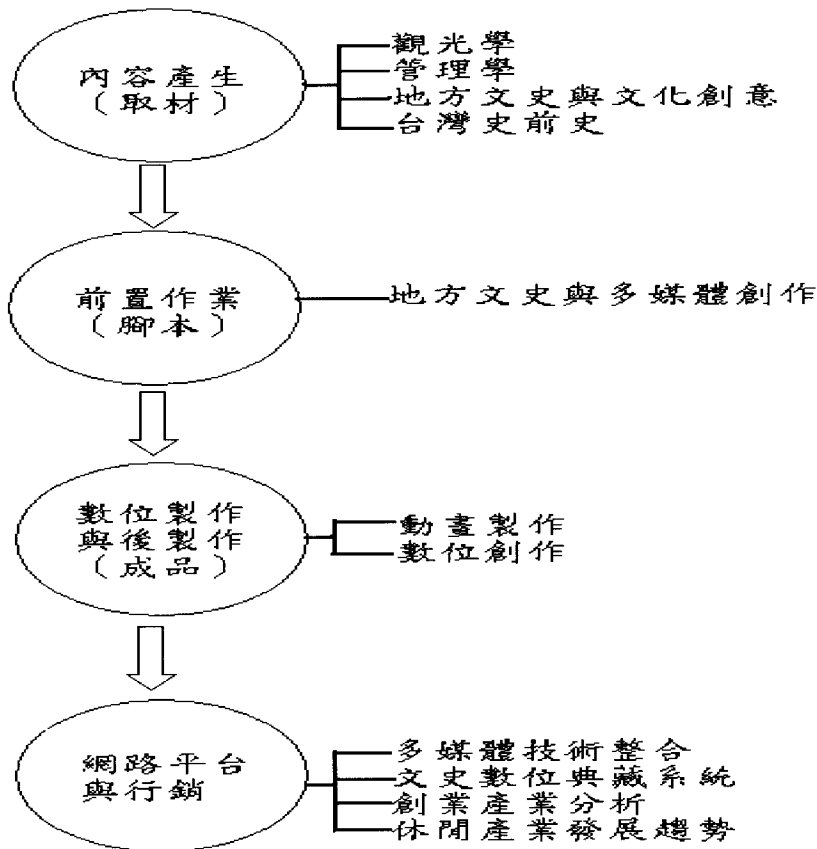 內容產生
（取材）
觀光學
管理學
地方文史與文化創意
台灣史前史
前置作業
（腳本）
地方文史與多媒體創作
數位製作
與後製作
（成品）
動畫製作
數位創作
網路平台
與行銷
多媒體技術整合
文史數位典藏系統
創業產業分析
休閒產業發展趨勢